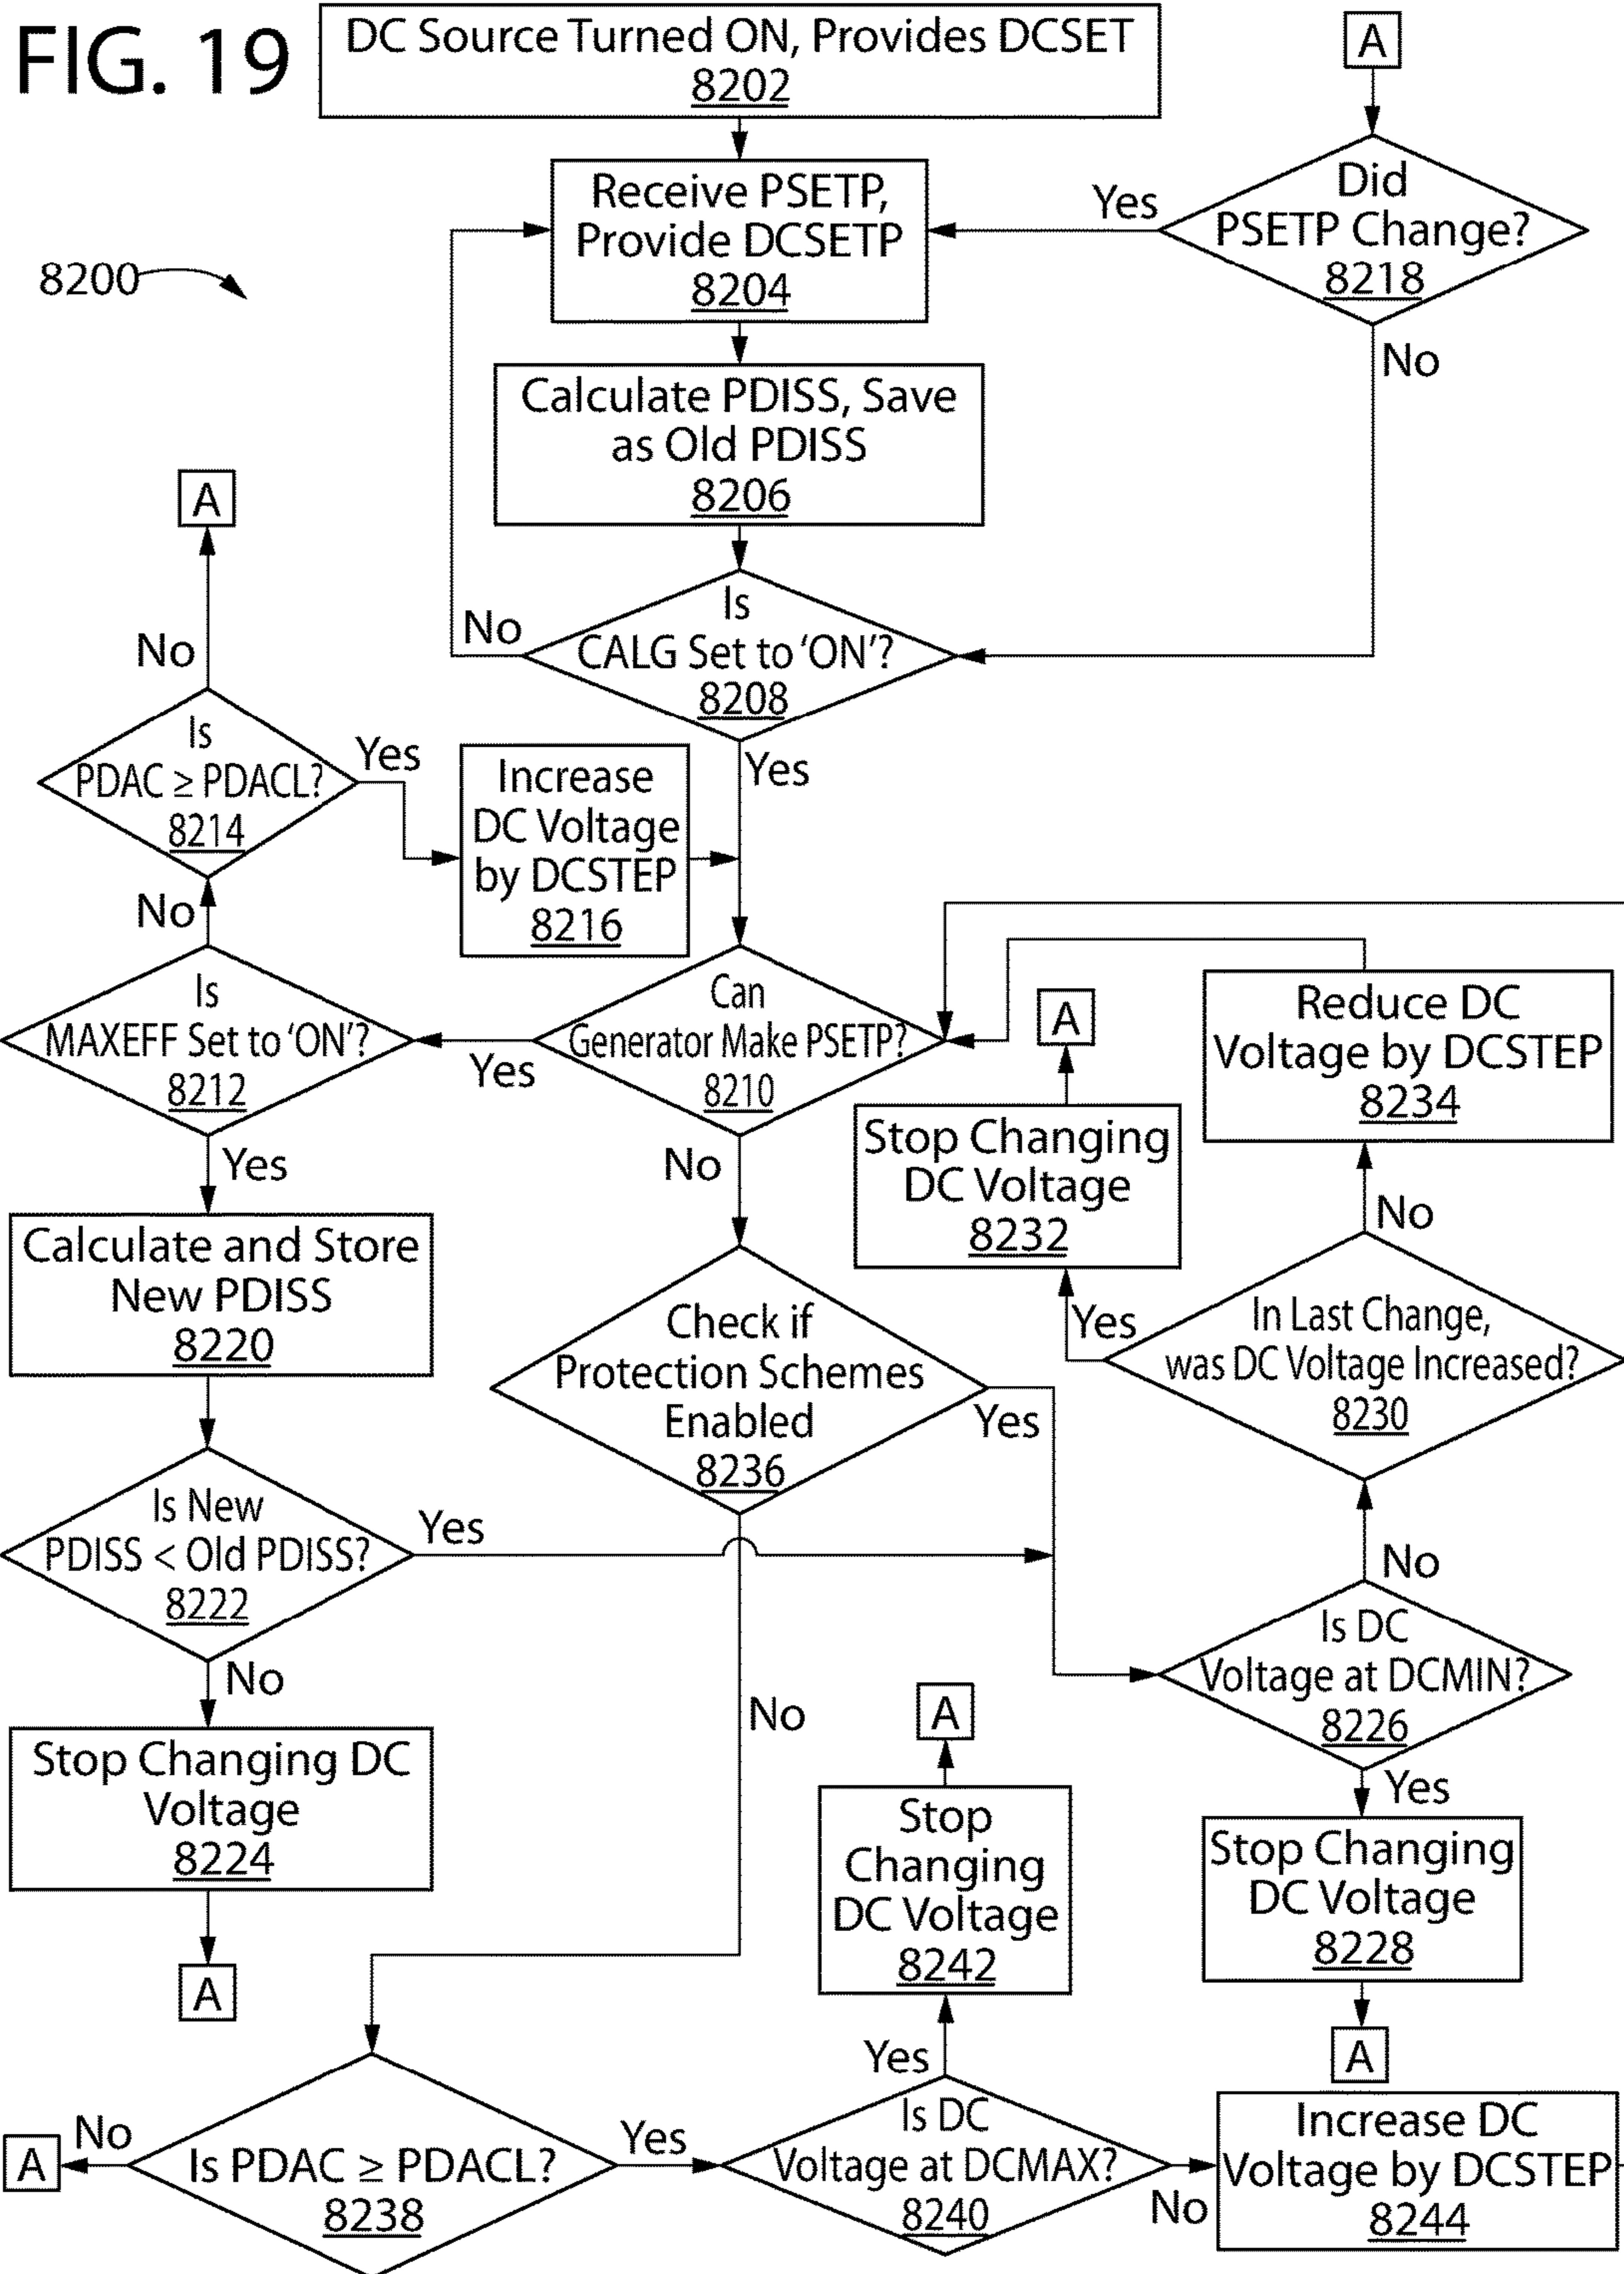 FIG. 19
DC Source Turned ON, Provides DCSET
8202
A
Receive PSETP,
Provide DCSETP
8204
Yes
Did
PSETP Change?
8218
No
8200
Calculate PDISS, Save
as Old PDISS
8206
A
No
Is
CALG Set to ‘ON’?
8208
No
Yes
Is
PDAC ≥ PDACL?
8214
Yes
Increase
DC Voltage
by DCSTEP
8216
No
Is
MAXEFF Set to ‘ON’?
8212
Yes
Can
Generator Make PSETP?
8210
A
Reduce DC
Voltage by DCSTEP
8234
Yes
No
Stop Changing
DC Voltage
8232
No
Calculate and Store
New PDISS
8220
Check if
Protection Schemes
Enabled
8236
Yes
Yes
In Last Change,
was DC Voltage Increased?
8230
Is New
PDISS < Old PDISS?
8222
Yes
No
No
Is DC
Voltage at DCMIN?
8226
No
A
Yes
Stop Changing DC
Voltage
8224
Stop
Changing
DC Voltage
8242
Stop Changing
DC Voltage
8228
A
A
Yes
A
No
Is PDAC ≥ PDACL?
8238
Yes
Is DC
Voltage at DCMAX?
8240
No
Increase DC
Voltage by DCSTEP
8244